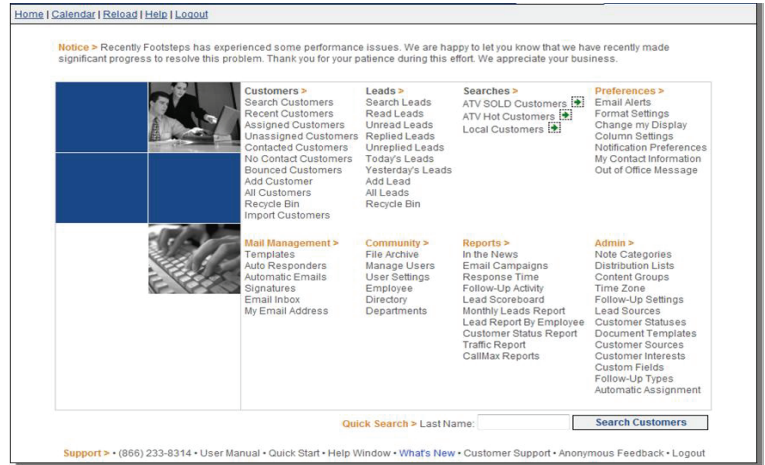 Home | Calendar | Reload | Help | Logout
Notice > Recently Footsteps has experienced some performance issues. We are happy to let you know that we have recently made
significant progress to resolve this problem. Thank you for your patience during this effort. We appreciate your business.
Customers >
Search Customers
Recent Customers
Assigned Customers
Unassigned Customers
Contacted Customers
No Contact Customers
Bounced Customers
Add Customer
All Customers
Recycle Bin
Import Customers
Leads >
Search Leads
Read Leads
Unread Leads
Replied Leads
Unreplied Leads
Today's Leads
Yesterday's Leads
Add Lead
All Leads
Recycle Bin
Searches >
ATV SOLD Customers
ATV Hot Customers
Local Customers
Preferences >
Email Alerts
Format Settings
Change my Display
Column Settings
Notification Preferences
My Contact Information
Out of Office Message
Mail Management >
Templates
Auto Responders
Automatic Emails
Signatures
Email Inbox
My Email Address
Community >
File Archive
Manage Users
User Settings
Employee
Directory
Departments
Reports >
In the News
Email Campaigns
Response Time
Follow-Up Activity
Lead Scoreboard
Monthly Leads Report
Lead Report By Employee
Customer Status Report
Traffic Report
CallMax Reports
Admin >
Note Categories
Distribution Lists
Content Groups
Time Zone
Follow-Up Settings
Lead Sources
Customer Statuses
Document Templates
Customer Sources
Customer Interests
Custom Fields
Follow-Up Types
Automatic Assignment
Quick Search > Last Name: Search Customers
Support > • (866) 233-8314 • User Manual • Quick Start • Help Window • What's New • Customer Support • Anonymous Feedback • Logout